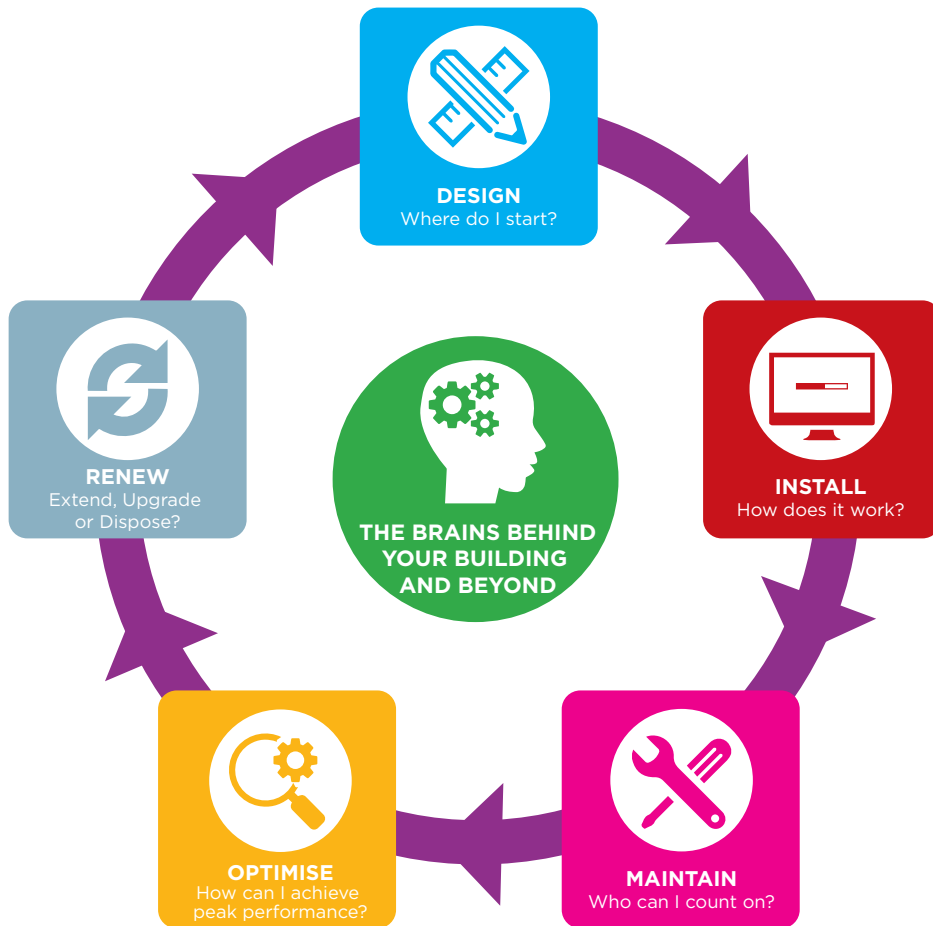 DESIGN
Where do I start?
INSTALL
How does it work?
MAINTAIN
Who can I count on?
OPTIMISE
How can I achieve
peak performance?
RENEW
Extend, Upgrade
or Dispose?
THE BRAINS BEHIND
YOUR BUILDING
AND BEYOND